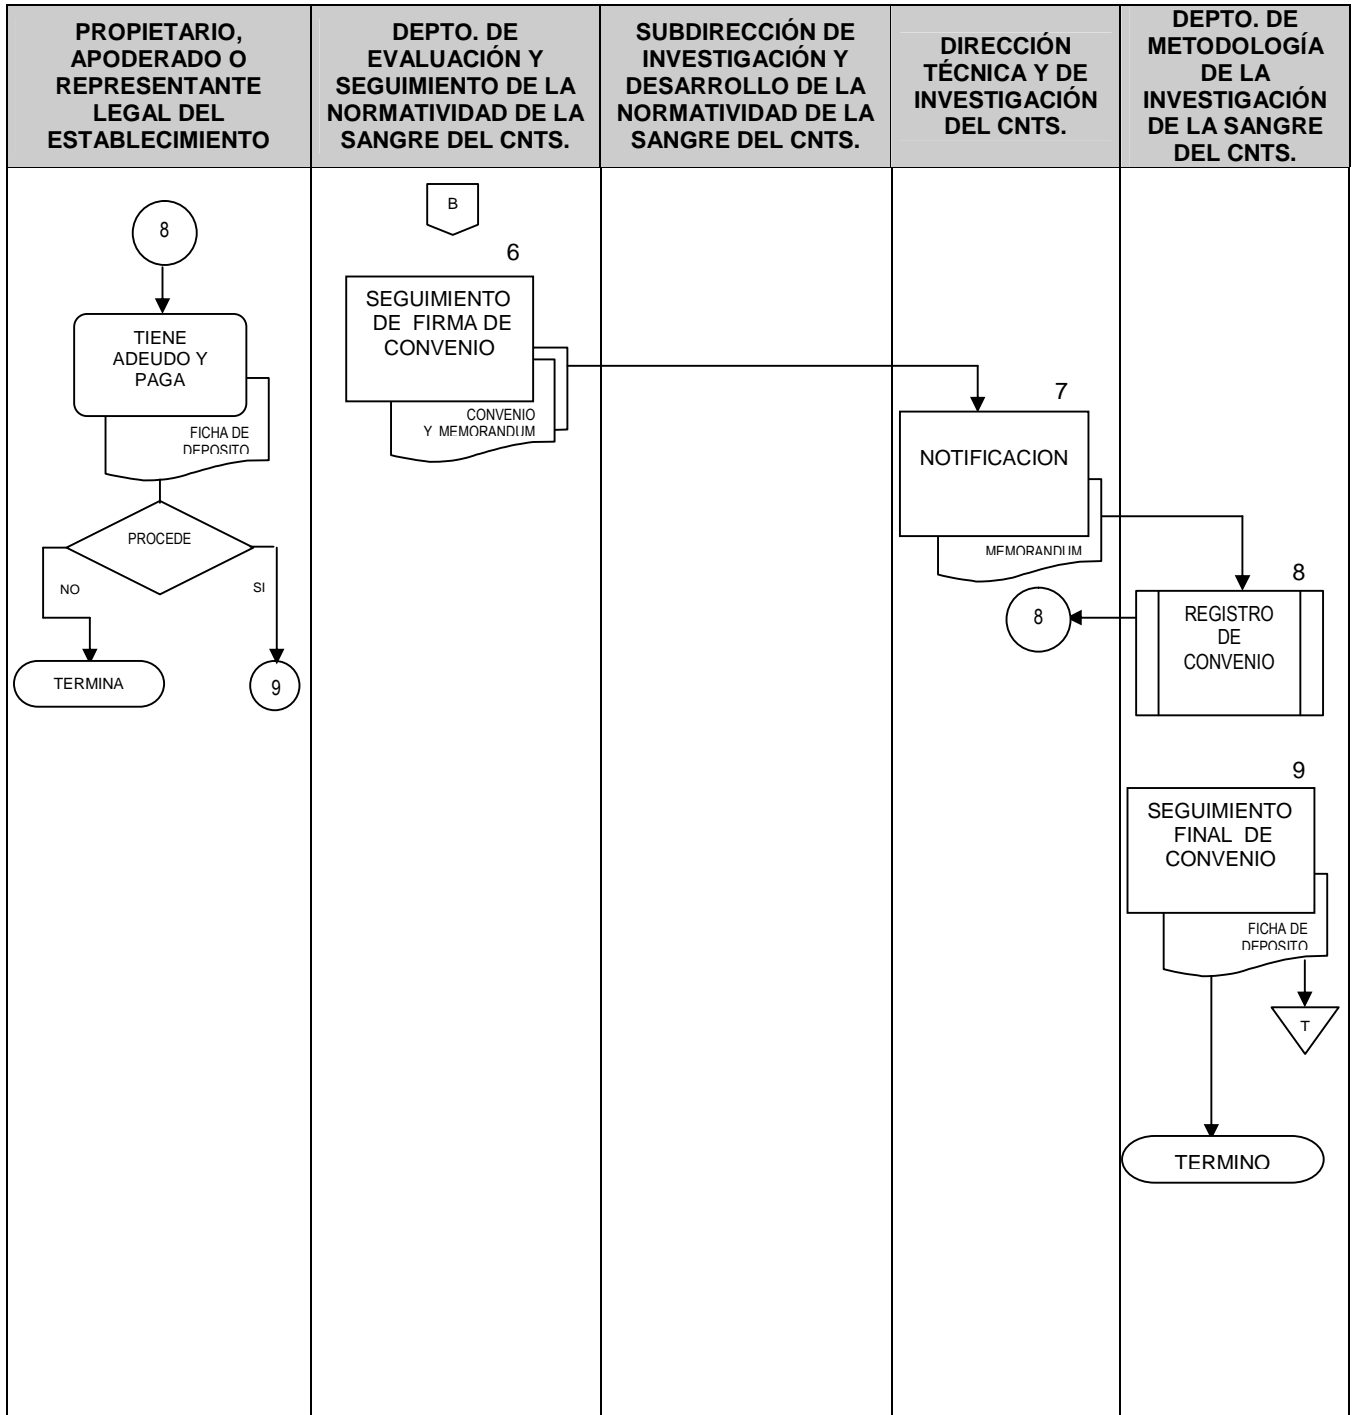 PROPIETARIO,
APODERADO O
REPRESENTANTE
LEGAL DEL
ESTABLECIMIENTO
DEPTO. DE
EVALUACIÓN Y
SEGUIMIENTO DE LA
NORMATIVIDAD DE LA
SANGRE DEL CNTS.
SUBDIRECCIÓN DE
INVESTIGACIÓN Y
DESARROLLO DE LA
NORMATIVIDAD DE LA
SANGRE DEL CNTS.
DIRECCIÓN
TÉCNICA Y DE
INVESTIGACIÓN
DEL CNTS.
DEPTO. DE
METODOLOGÍA
DE LA
INVESTIGACIÓN
DE LA SANGRE
DEL CNTS.
8
TIENE
ADEUDO Y
PAGA
FICHA DE
DEPOSITO
PROCEDE
NO
SI
TERMINA
9
B
6
SEGUIMIENTO
DE FIRMA DE
CONVENIO
CONVENIO
Y MEMORANDUM
7
NOTIFICACION
MEMORANDUM
8
8
REGISTRO
DE
CONVENIO
9
SEGUIMIENTO
FINAL DE
CONVENIO
FICHA DE
DEPOSITO
T
TERMINO